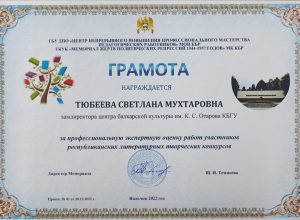 ГБУ ДПО «ЦЕНТР НЕПРЕРЫВНОГО ПОВЫШЕНИЯ ПРОФЕССИОНАЛЬНОГО МАСТЕРСТВА
ПЕДАГОГИЧЕСКИХ РАБОТНИКОВ» МОН КБР
ГКУК «МЕМОРИАЛ ЖЕРТВ ПОЛИТИЧЕСКИХ РЕПРЕССИЙ 1944-1957 ГОДОВ» МК КБР
ГРАМОТА
НАГРАЖДАЕТСЯ
ТЮБЕЕВА СВЕТЛАНА МУХТАРОВНА
замдиректора центра балкарской культуры им. К. С. Отарова КБГУ
за профессиональную экспертную оценку работ участников
республиканских литературных творческих конкурсов
Директор Мемориала
Нальчик 2022 год